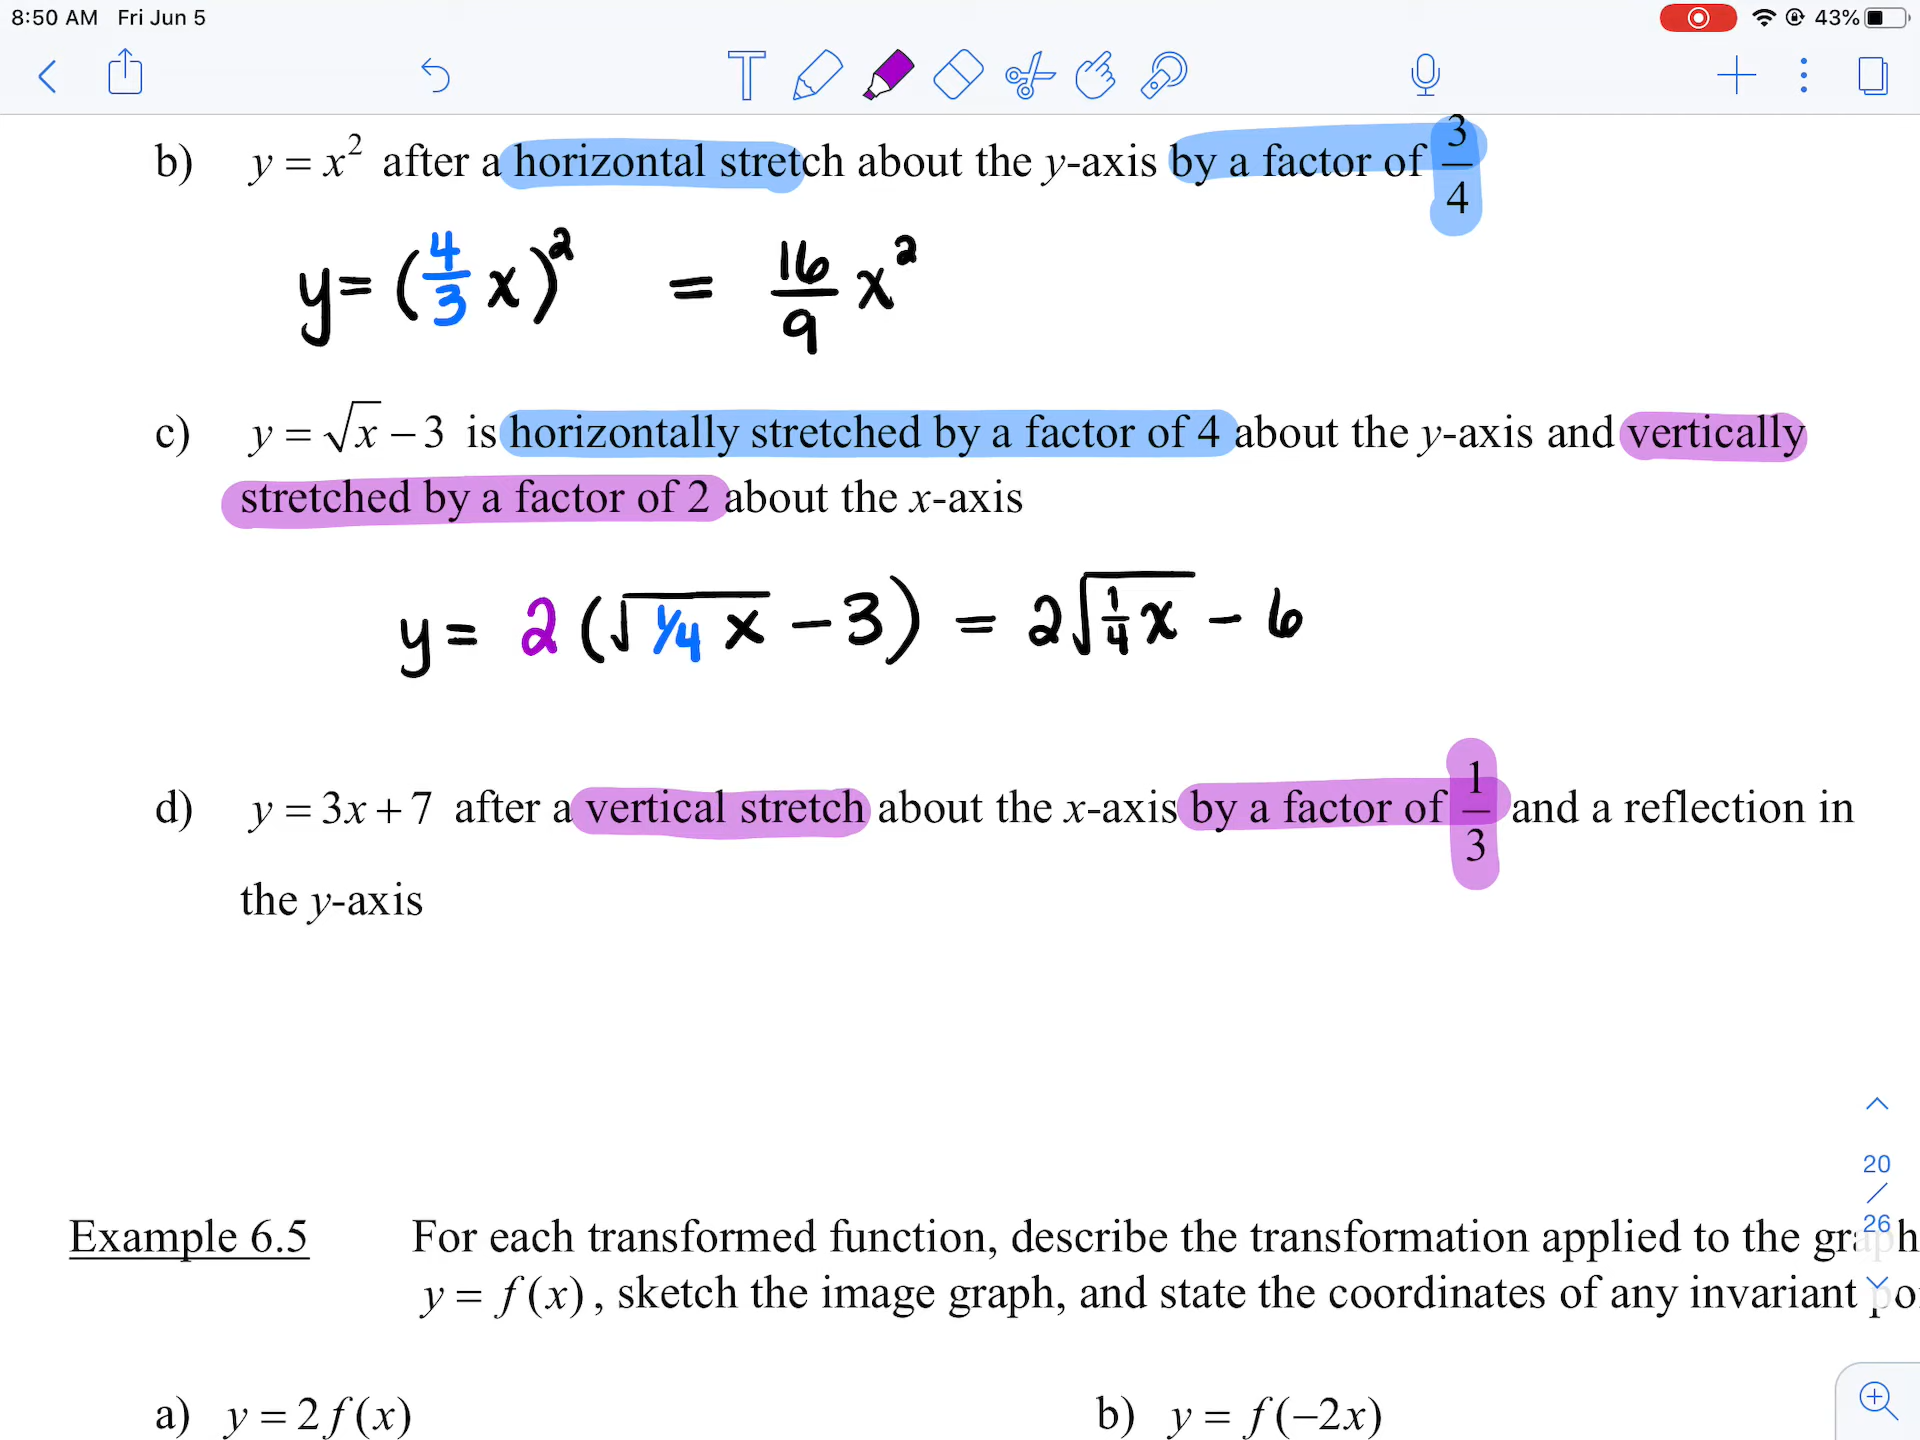 8:50 AM Fri Jun 5 43%
T
b) y = x² after a horizontal stretch about the y-axis by a factor of 3/4
y = (4/3 x)² = 16/9 x²
c) y = √x − 3 is horizontally stretched by a factor of 4 about the y-axis and vertically
stretched by a factor of 2 about the x-axis
y = 2 (√(1/4 x) − 3) = 2√(1/4 x) − 6
d) y = 3x + 7 after a vertical stretch about the x-axis by a factor of 1/3 and a reflection in
the y-axis
20
/
26
Example 6.5 For each transformed function, describe the transformation applied to the graph
y = f(x), sketch the image graph, and state the coordinates of any invariant po
a) y = 2f(x) b) y = f(−2x)